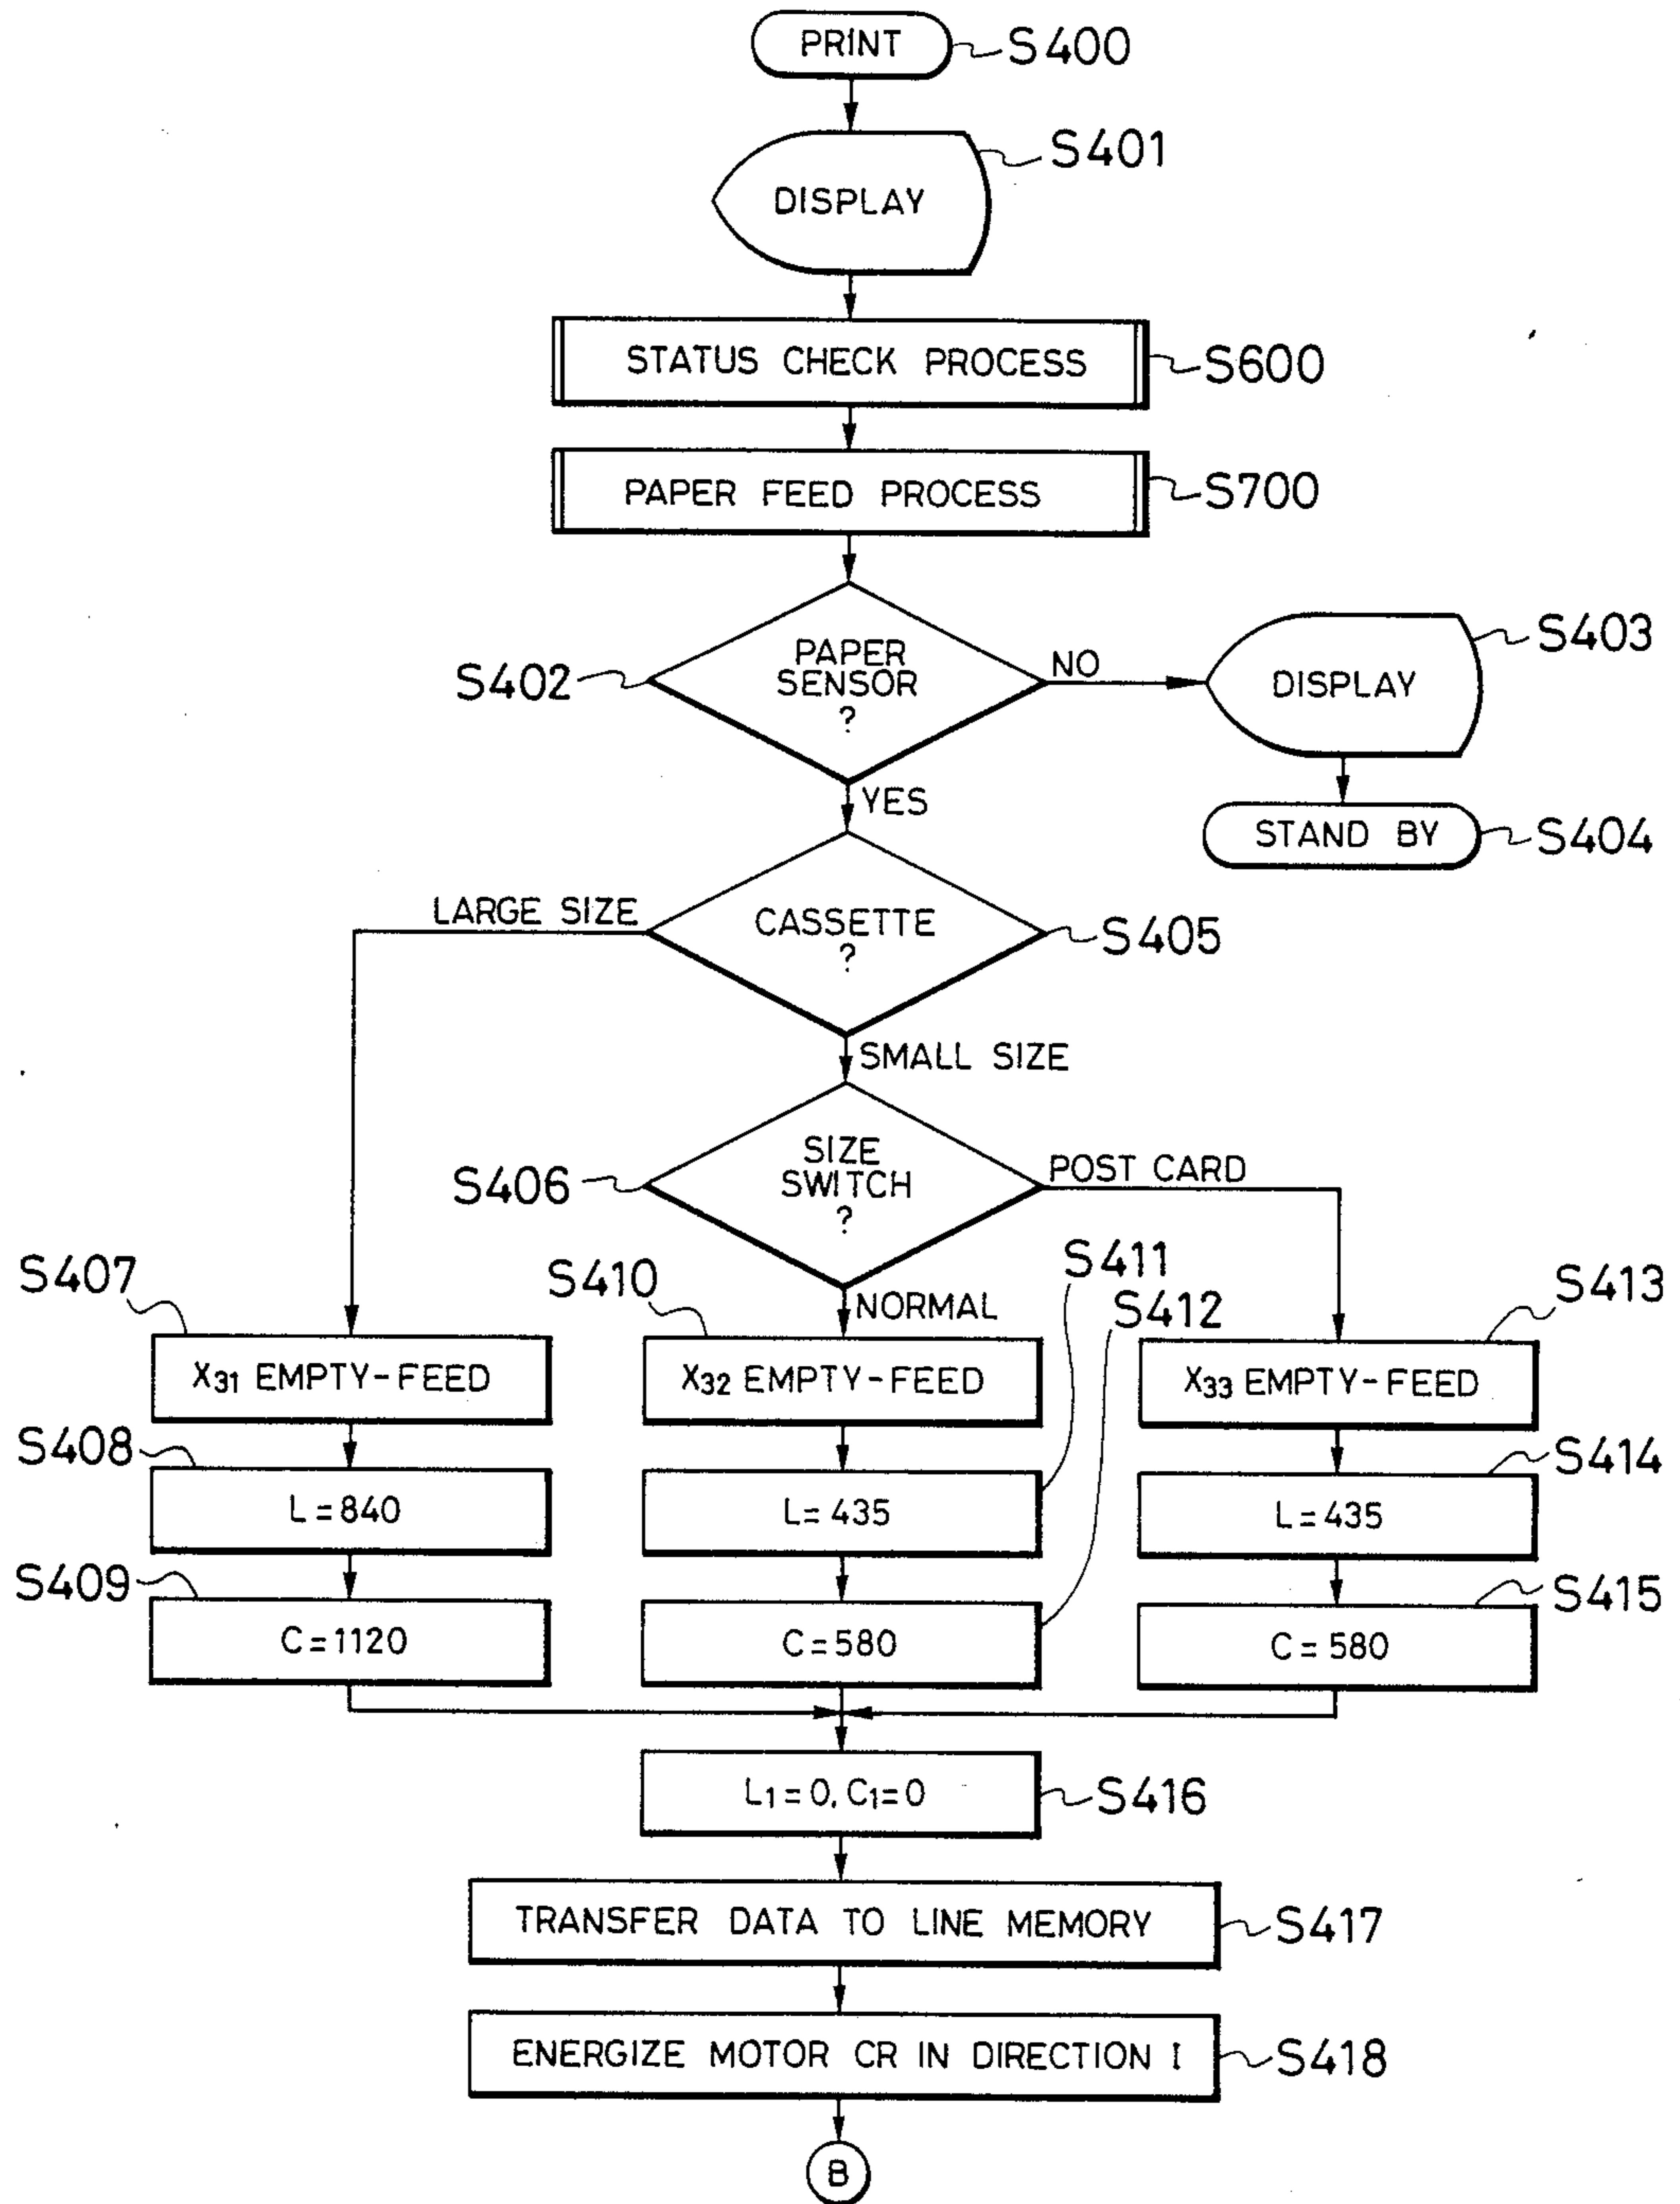 PRINT
S400
S401
DISPLAY
STATUS CHECK PROCESS
S600
PAPER FEED PROCESS
S700
S403
PAPER
SENSOR
?
S402
NO
DISPLAY
YES
STAND BY
S404
LARGE SIZE
CASSETTE
?
S405
SMALL SIZE
SIZE
SWITCH
?
S406
POST CARD
S407
S410
NORMAL
S411
S412
S413
X31 EMPTY-FEED
X32 EMPTY-FEED
X33 EMPTY-FEED
S408
S414
L=840
L=435
L=435
S409
S415
C=1120
C=580
C=580
L1=0, C1=0
S416
TRANSFER DATA TO LINE MEMORY
S417
ENERGIZE MOTOR CR IN DIRECTION I
S418
B